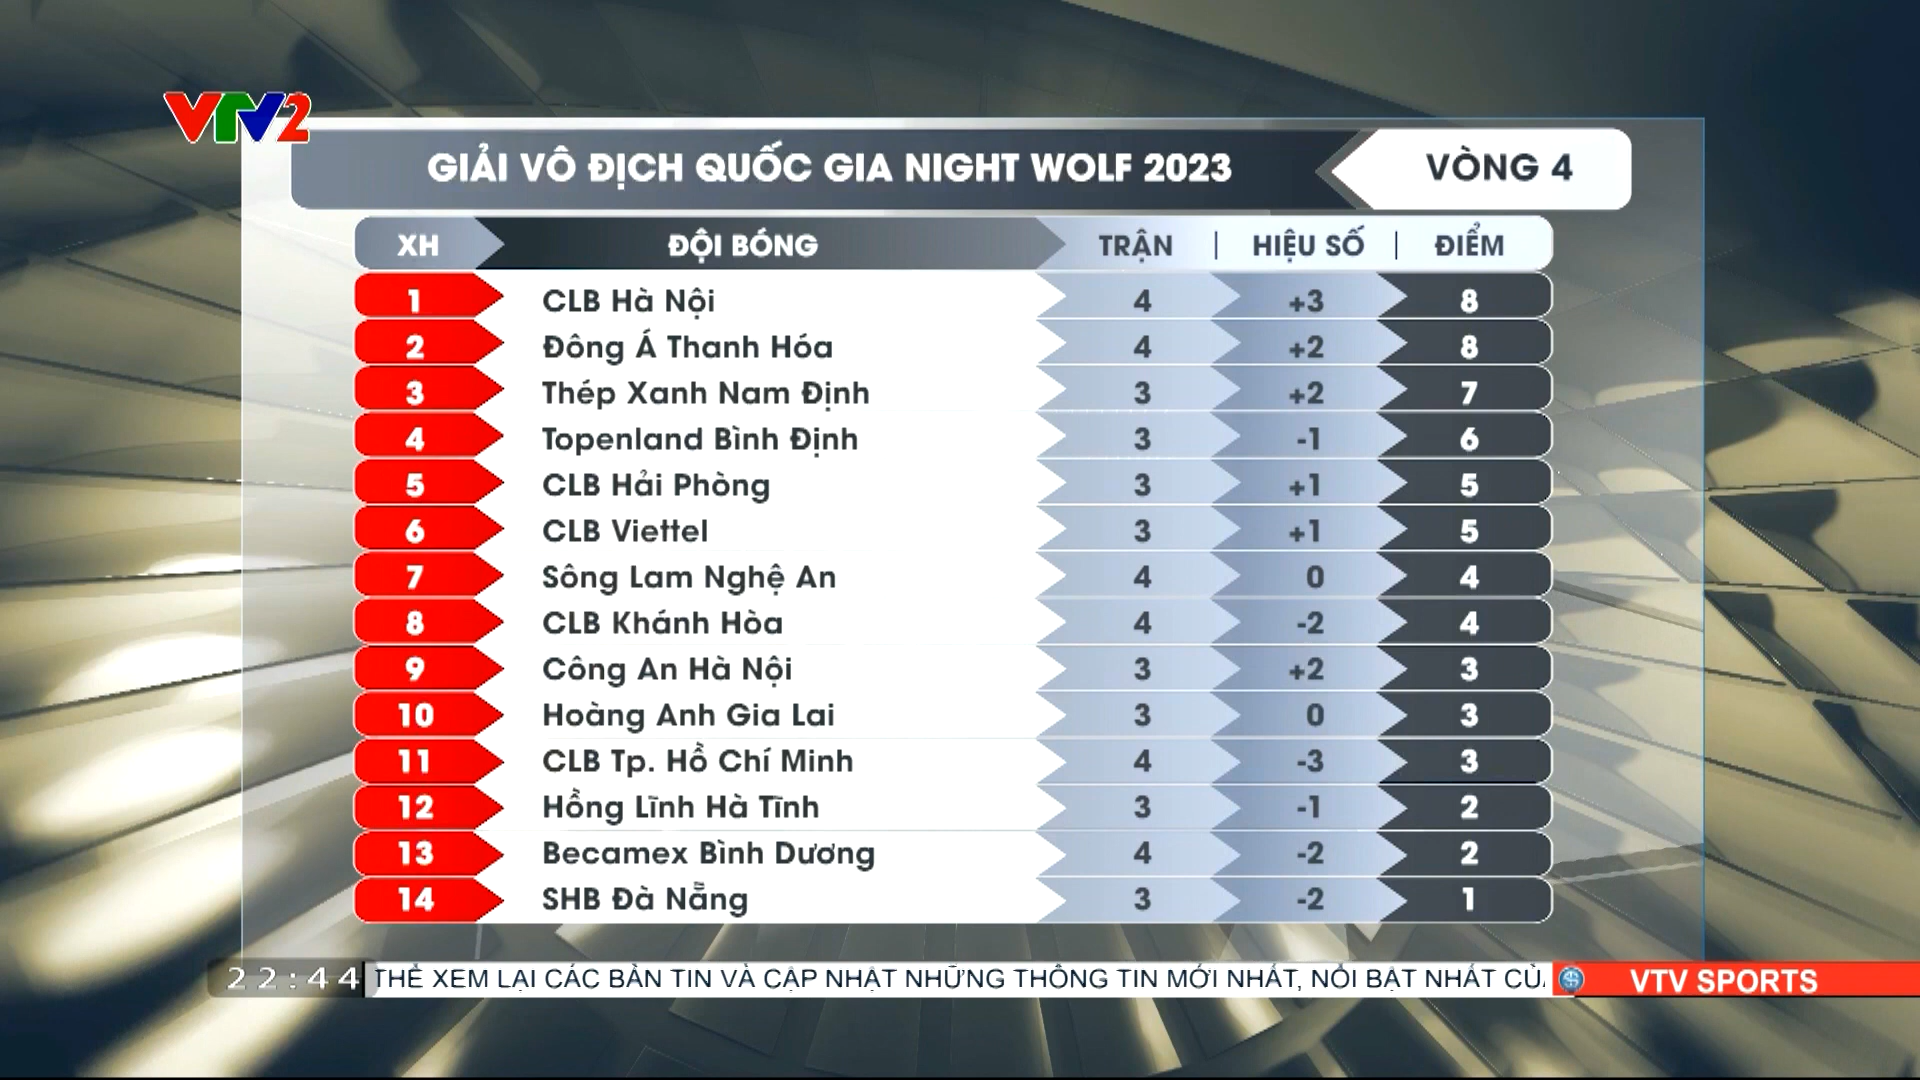 VTV2
GIẢI VÔ ĐỊCH QUỐC GIA NIGHT WOLF 2023 VÒNG 4
XH ĐỘI BÓNG TRẬN | HIỆU SỐ | ĐIỂM
1 CLB Hà Nội 4 +3 8
2 Đông Á Thanh Hóa 4 +2 8
3 Thép Xanh Nam Định 3 +2 7
4 Topenland Bình Định 3 -1 6
5 CLB Hải Phòng 3 +1 5
6 CLB Viettel 3 +1 5
7 Sông Lam Nghệ An 4 0 4
8 CLB Khánh Hòa 4 -2 4
9 Công An Hà Nội 3 +2 3
10 Hoàng Anh Gia Lai 3 0 3
11 CLB Tp. Hồ Chí Minh 4 -3 3
12 Hồng Lĩnh Hà Tĩnh 3 -1 2
13 Becamex Bình Dương 4 -2 2
14 SHB Đà Nẵng 3 -2 1
22:44 THỂ XEM LẠI CÁC BẢN TIN VÀ CẬP NHẬT NHỮNG THÔNG TIN MỚI NHẤT, NỔI BẬT NHẤT VTV SPORTS